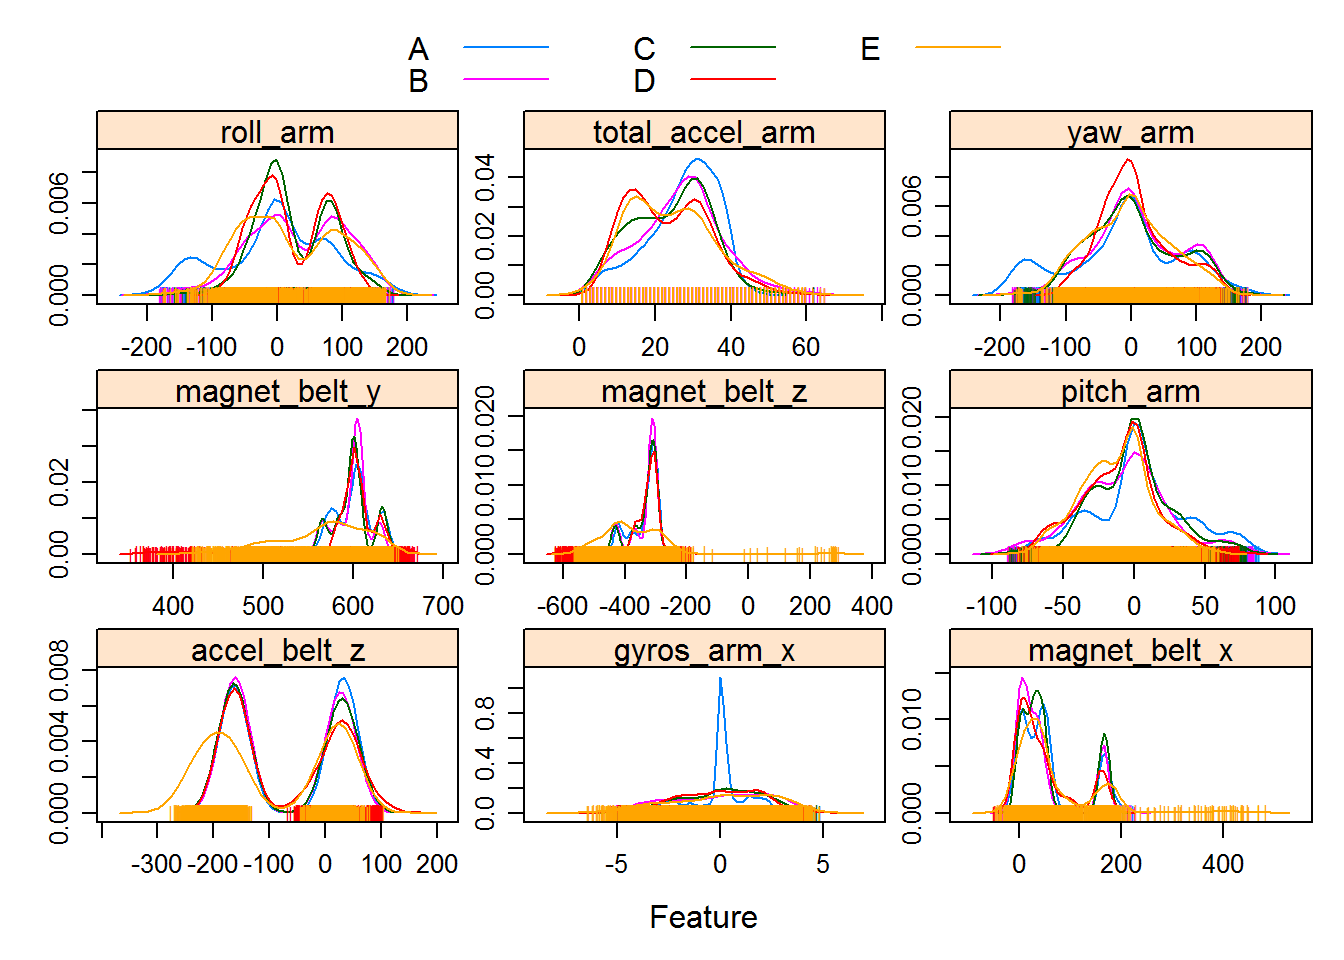 A C E
B D
roll_arm total_accel_arm yaw_arm
0.000 0.006
0.00 0.02 0.04
0.000 0.006
-200 -100 0 100 200
0 20 40 60
-200 -100 0 100 200
magnet_belt_y magnet_belt_z pitch_arm
0.00 0.02
0.000 0.010 0.020
0.000 0.010 0.020
400 500 600 700
-600 -400 -200 0 200 400
-100 -50 0 50 100
accel_belt_z gyros_arm_x magnet_belt_x
0.000 0.004 0.008
0.0 0.4 0.8
0.000 0.010
-300 -200 -100 0 100 200
-5 0 5
0 200 400
Feature